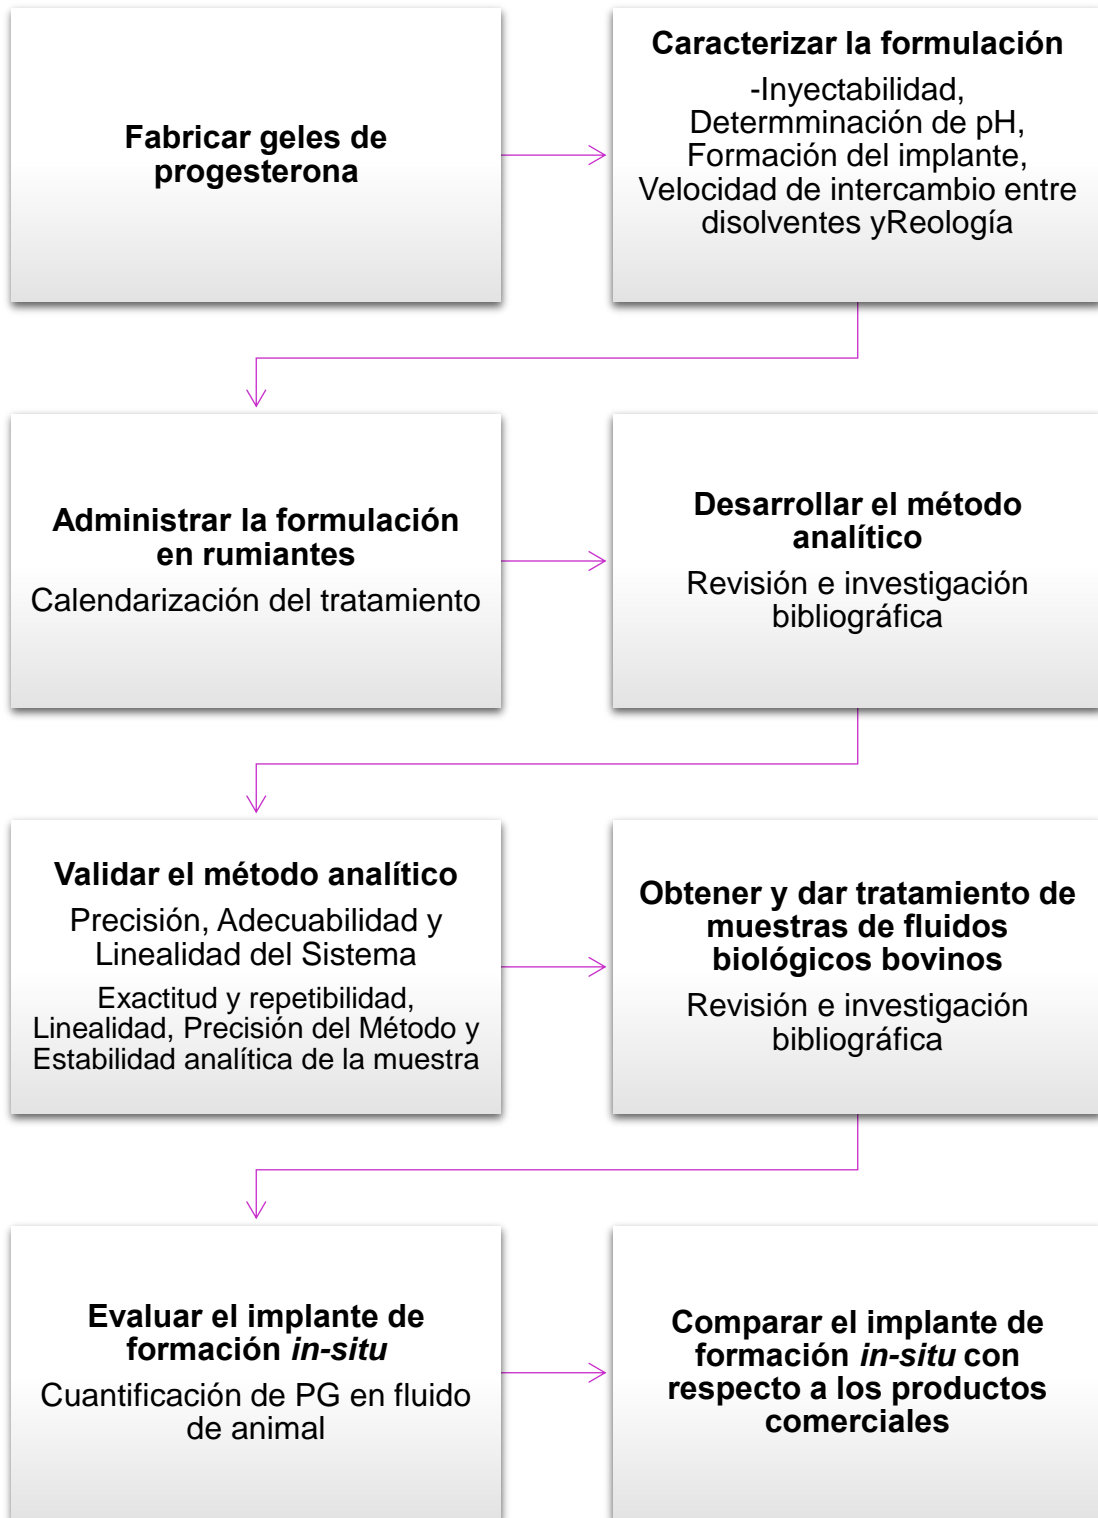 Fabricar geles de
progesterona
Caracterizar la formulación
-Inyectabilidad,
Determminación de pH,
Formación del implante,
Velocidad de intercambio entre
disolventes yReología
Administrar la formulación
en rumiantes
Calendarización del tratamiento
Desarrollar el método
analítico
Revisión e investigación
bibliográfica
Validar el método analítico
Precisión, Adecuabilidad y
Linealidad del Sistema
Exactitud y repetibilidad,
Linealidad, Precisión del Método y
Estabilidad analítica de la muestra
Obtener y dar tratamiento de
muestras de fluidos
biológicos bovinos
Revisión e investigación
bibliográfica
Evaluar el implante de
formación in-situ
Cuantificación de PG en fluido
de animal
Comparar el implante de
formación in-situ con
respecto a los productos
comerciales